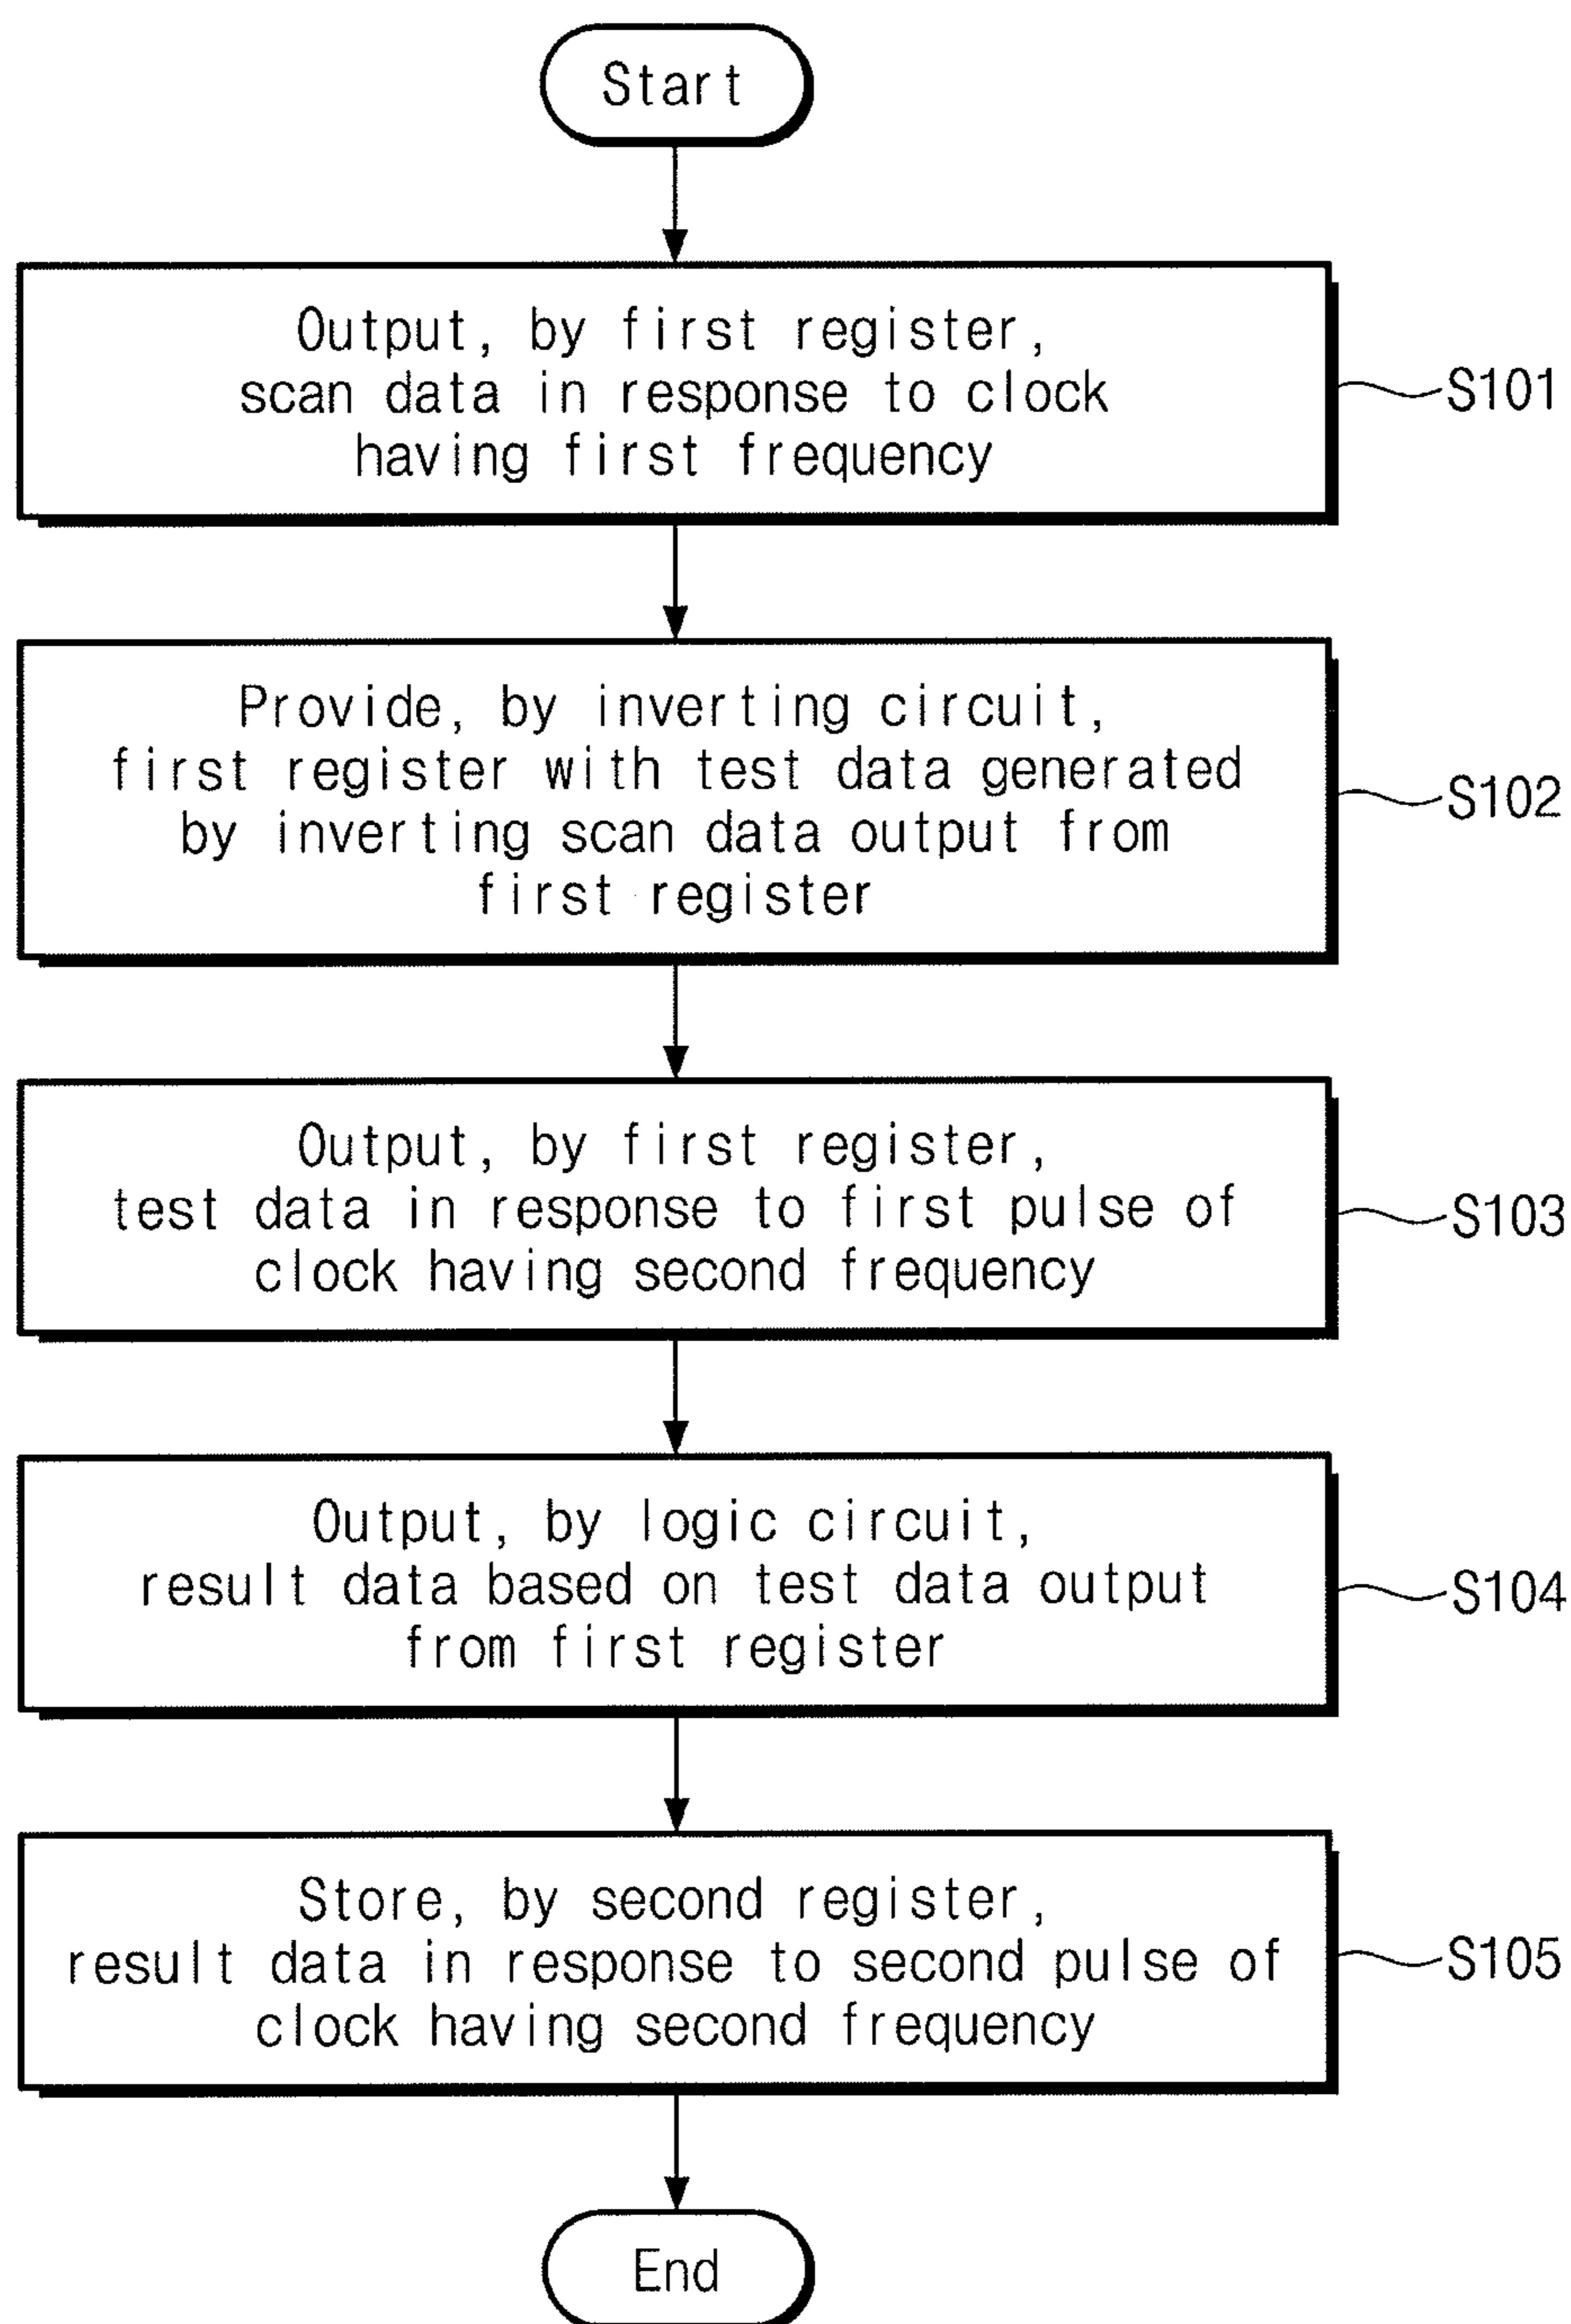 Start
Output, by first register,
scan data in response to clock
having first frequency
S101
Provide, by inverting circuit,
first register with test data generated
by inverting scan data output from
first register
S102
Output, by first register,
test data in response to first pulse of
clock having second frequency
S103
Output, by logic circuit,
result data based on test data output
from first register
S104
Store, by second register,
result data in response to second pulse of
clock having second frequency
S105
End